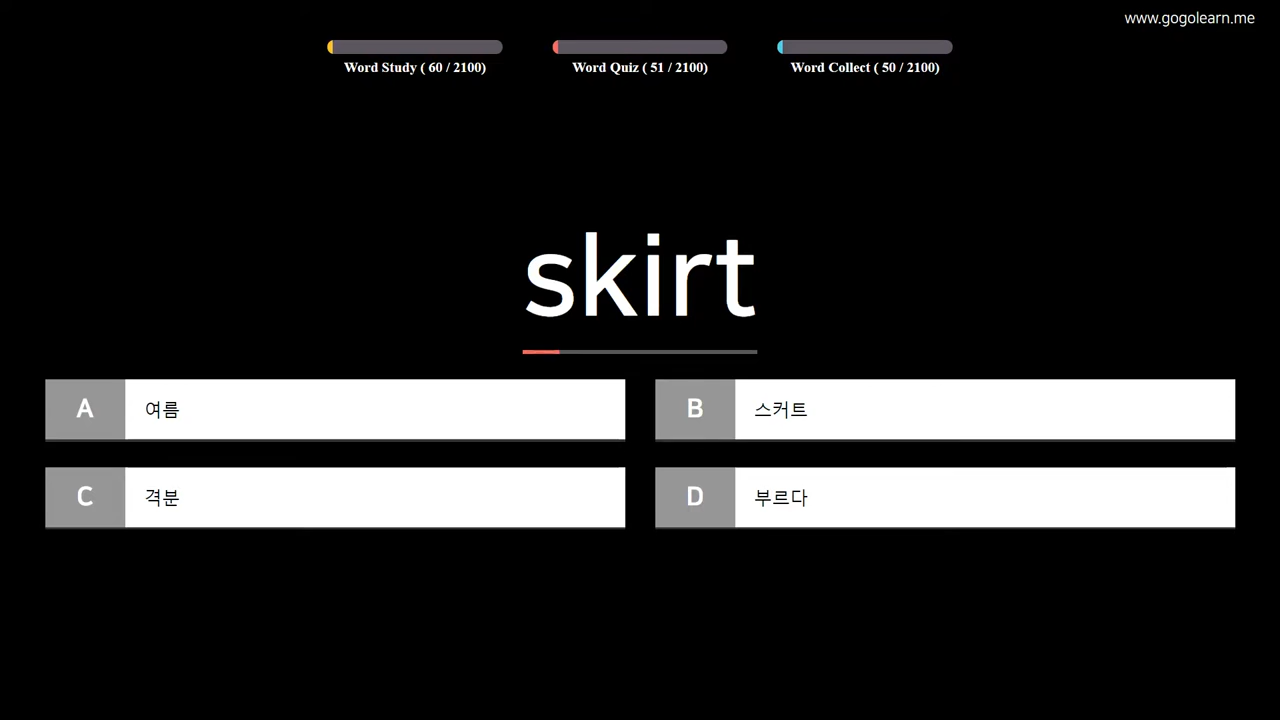 www.gogolearn.me
Word Study ( 60 / 2100)
Word Quiz ( 51 / 2100)
Word Collect ( 50 / 2100)
skirt
A 여름
B 스커트
C 격분
D 부르다